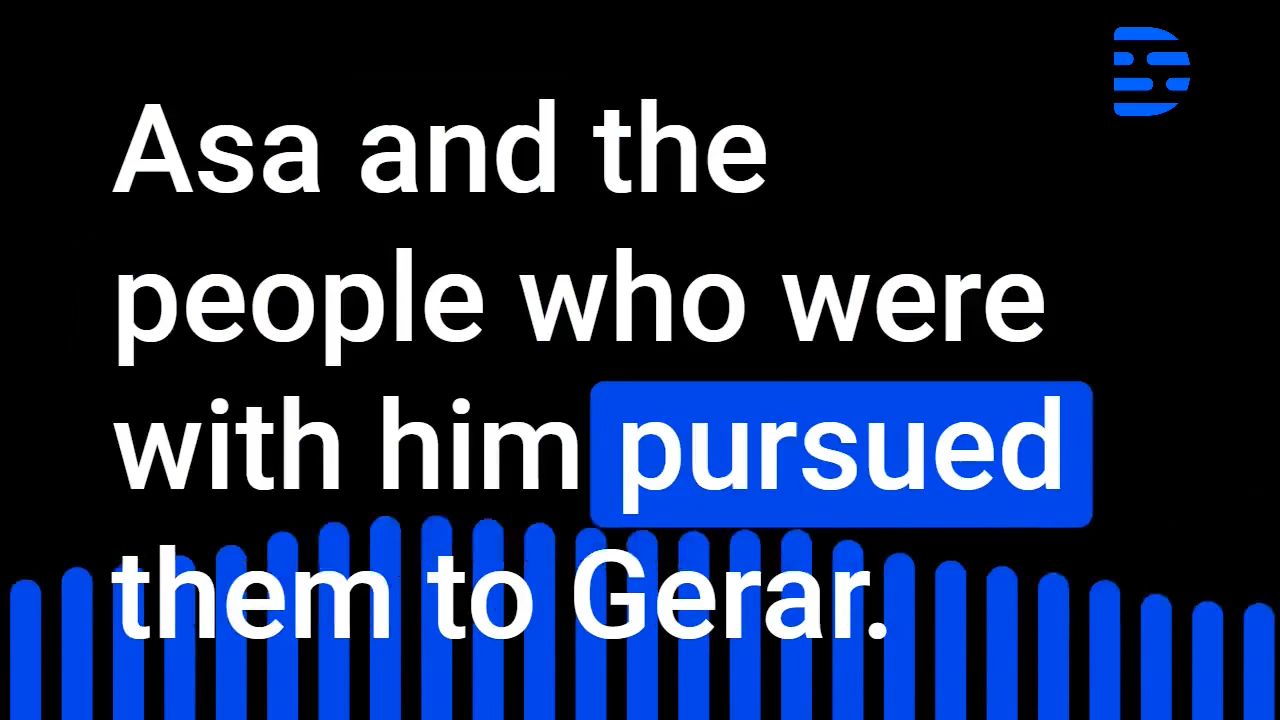 Asa and the
people who were
with him pursued
them to Gerar.